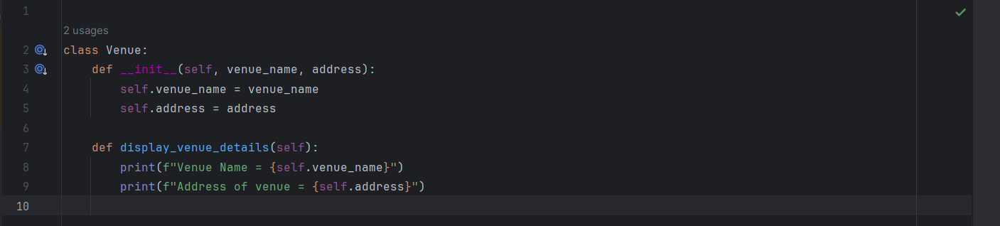 1
2 usages
2 class Venue:
3 def __init__(self, venue_name, address):
4 self.venue_name = venue_name
5 self.address = address
6
7 def display_venue_details(self):
8 print(f"Venue Name = {self.venue_name}")
9 print(f"Address of venue = {self.address}")
10